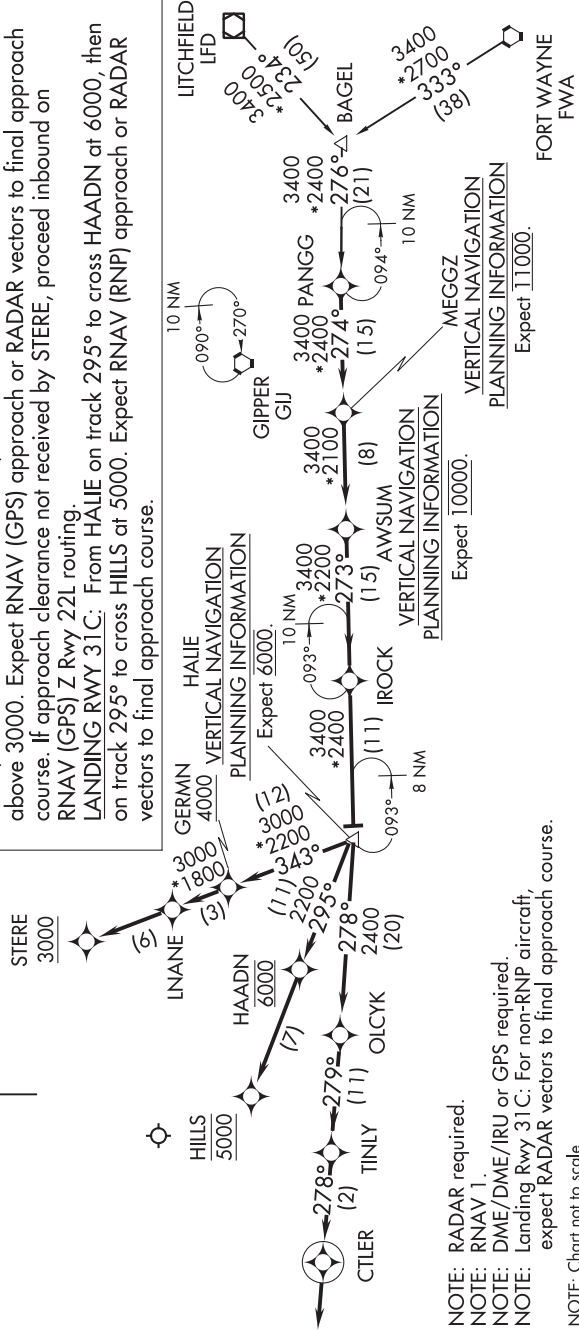 above 3000. Expect RNAV (GPS) approach or RADAR vectors to final approach
course. If approach clearance not received by STERE, proceed inbound on
RNAV (GPS) Z Rwy 22L routing.
LANDING RWY 31C: From HALIE on track 295° to cross HAADN at 6000, then
on track 295° to cross HILLS at 5000. Expect RNAV (RNP) approach or RADAR
vectors to final approach course.
LITCHFIELD
LFD
3400
*2500
234°
(50)
3400
*2700
333°
(38)
FORT WAYNE
FWA
BAGEL
3400
*2400
276°
(21)
10 NM
094°
PANGG
3400
*2400
274°
(15)
10 NM
090°
270°
GIPPER
GIJ
MEGGZ
VERTICAL NAVIGATION
PLANNING INFORMATION
Expect 11000.
3400
*2100
(8)
AWSUM
VERTICAL NAVIGATION
PLANNING INFORMATION
Expect 10000.
3400
*2200
273°
(15)
10 NM
093°
IROCK
3400
*2400
(11)
8 NM
093°
HALIE
VERTICAL NAVIGATION
PLANNING INFORMATION
Expect 6000.
(12)
*3000
2200
343°
GERMN
4000
*3000
1800
(3)
LNANE
(6)
STERE
3000
(11)
2200
295°
HAADN
6000
(7)
HILLS
5000
278°
2400
(20)
OLCYK
279°
(11)
TINLY
278°
(2)
CTLER
NOTE: RADAR required.
NOTE: RNAV 1.
NOTE: DME/DME/IRU or GPS required.
NOTE: Landing Rwy 31C: For non-RNP aircraft,
expect RADAR vectors to final approach course.
NOTE: Chart not to scale